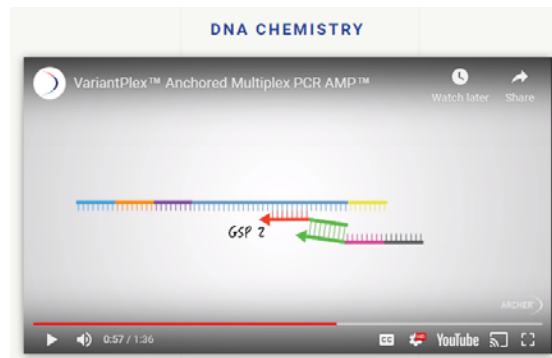 DNA CHEMISTRY
VariantPlex™ Anchored Multiplex PCR AMP™
Watch later
Share
GSP 2
ARCHER
0:57 / 1:36
CC
HD
YouTube